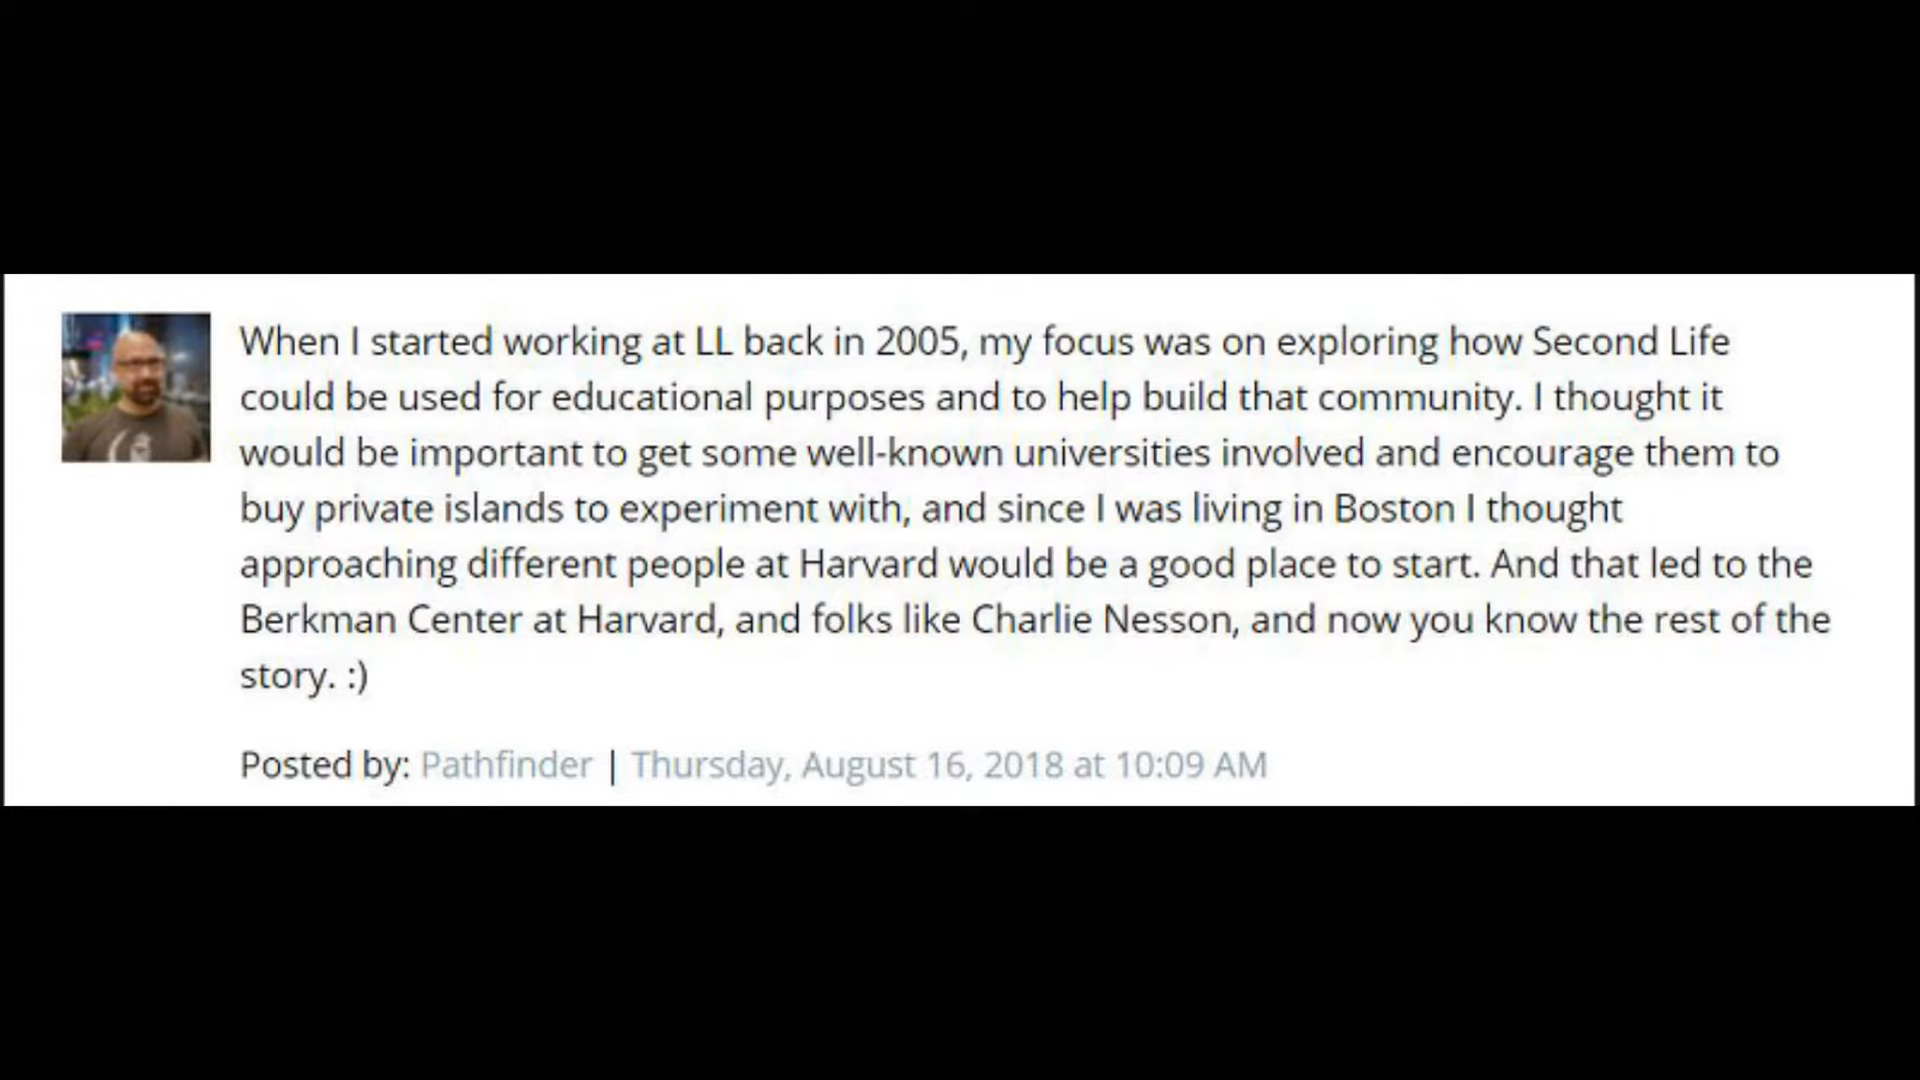 When I started working at LL back in 2005, my focus was on exploring how Second Life
could be used for educational purposes and to help build that community. I thought it
would be important to get some well-known universities involved and encourage them to
buy private islands to experiment with, and since I was living in Boston I thought
approaching different people at Harvard would be a good place to start. And that led to the
Berkman Center at Harvard, and folks like Charlie Nesson, and now you know the rest of the
story. :)
Posted by: Pathfinder | Thursday, August 16, 2018 at 10:09 AM